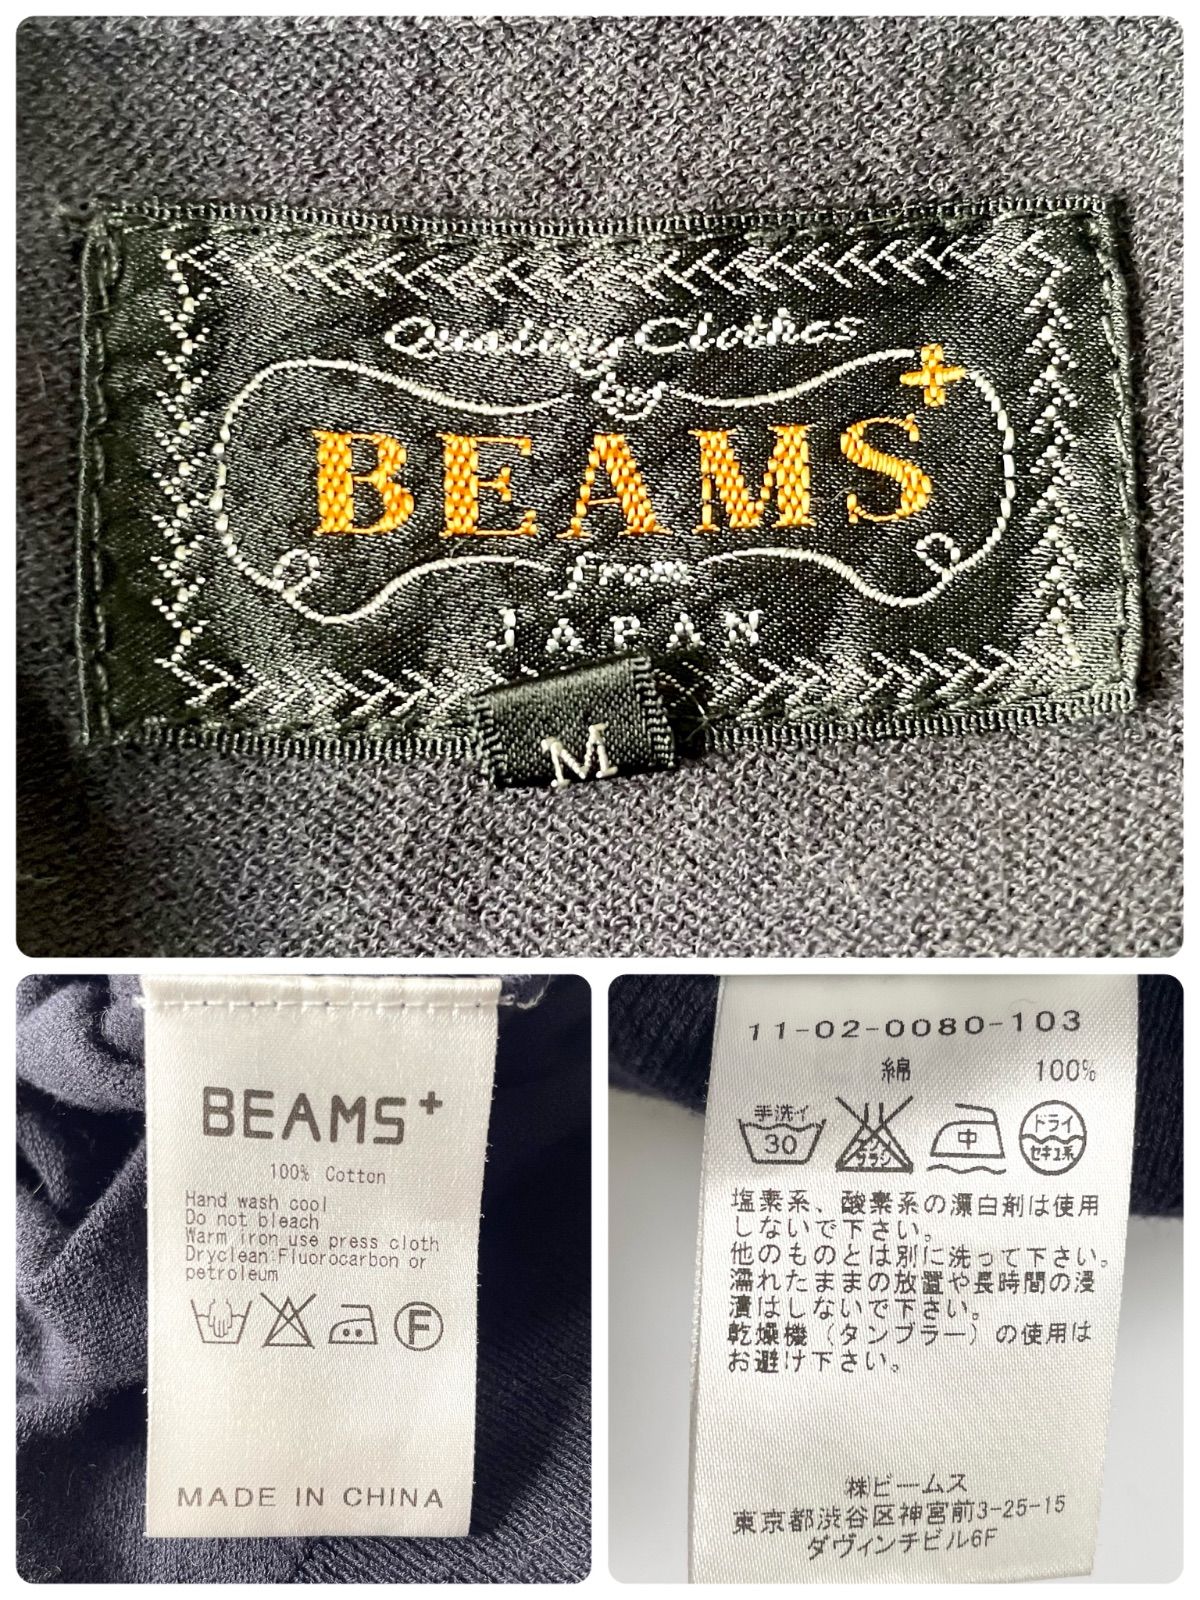 Quality Clothes
by
BEAMS+
from
JAPAN
M
BEAMS+
100% Cotton
Hand wash cool
Do not bleach
Warm iron use press cloth
Dryclean:Fluorocarbon or
petroleum
F
MADE IN CHINA
11-02-0080-103
綿 100%
手洗イ
30
エンソ
サラシ
中
ドライ
セキユ系
塩素系、酸素系の漂白剤は使用
しないで下さい。
他のものとは別に洗って下さい。
濡れたままの放置や長時間の浸
漬はしないで下さい。
乾燥機（タンブラー）の使用は
お避け下さい。
㈱ビームス
東京都渋谷区神宮前3-25-15
ダヴィンチビル6F